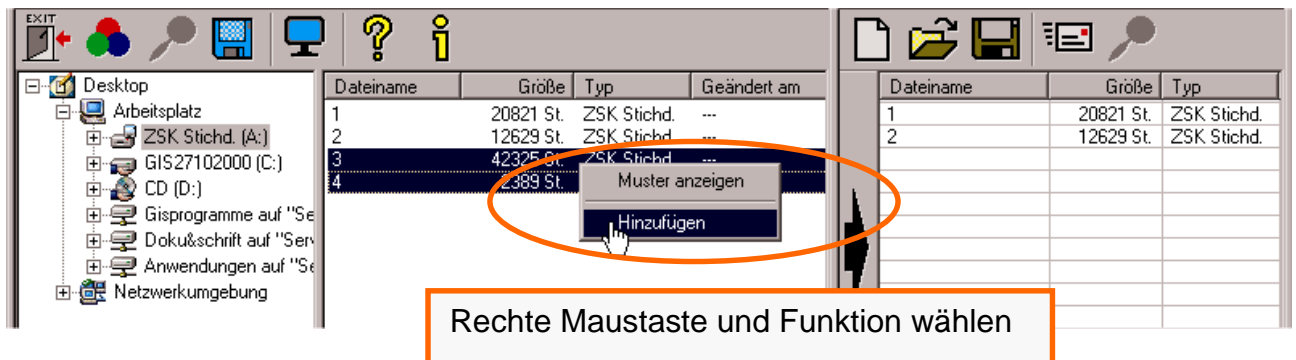 EXIT
Desktop
Arbeitsplatz
ZSK Stichd. (A:)
GIS27102000 (C:)
CD (D:)
Gisprogramme auf "Se
Doku&schrift auf "Serv
Anwendungen auf "Se
Netzwerkumgebung
Dateiname Größe Typ Geändert am
1 20821 St. ZSK Stichd. ---
2 12629 St. ZSK Stichd. ---
3 42325 St. ZSK Stichd. ---
4 2389 St.
Muster anzeigen
Hinzufügen
Dateiname Größe Typ
1 20821 St. ZSK Stichd.
2 12629 St. ZSK Stichd.
Rechte Maustaste und Funktion wählen